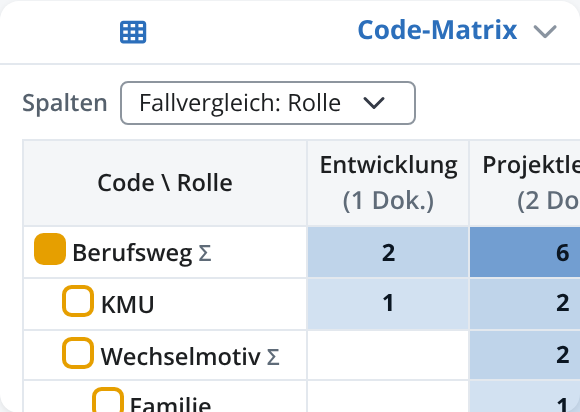 Code-Matrix
Spalten Fallvergleich: Rolle
Code \ Rolle Entwicklung
(1 Dok.)
Berufsweg Σ 2 6
KMU 1 2
Wechselmotiv Σ 2
Familie 1